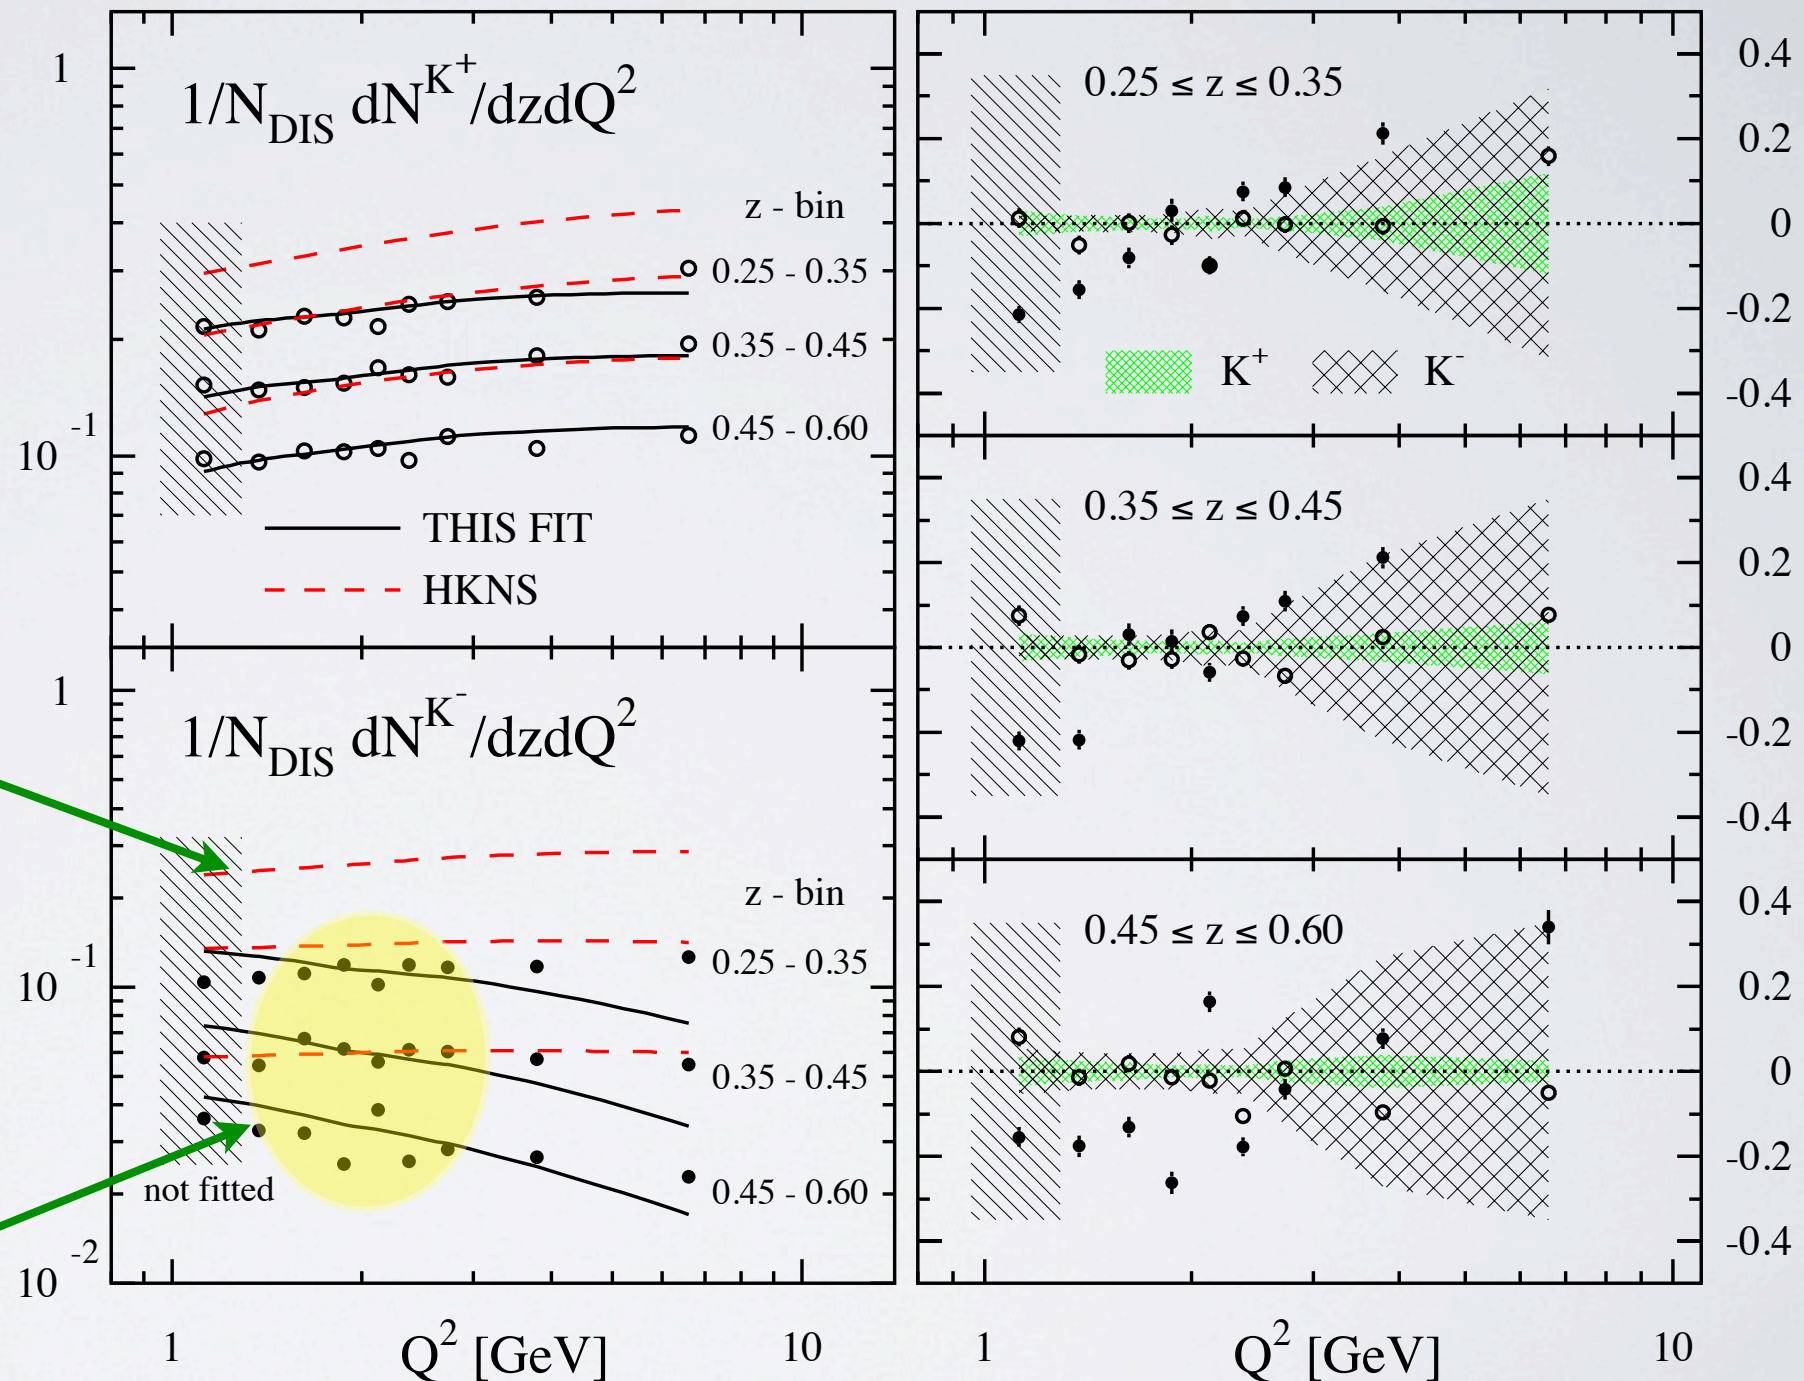 1
1/N_DIS dN^K+/dzdQ^2
z - bin
0.25 - 0.35
0.35 - 0.45
0.45 - 0.60
10^-1
THIS FIT
HKNS
1
1/N_DIS dN^K-/dzdQ^2
z - bin
10^-1
0.25 - 0.35
0.35 - 0.45
0.45 - 0.60
not fitted
10^-2
1
10
Q^2 [GeV]
0.25 ≤ z ≤ 0.35
0.4
0.2
0
-0.2
-0.4
K^+
K^-
0.35 ≤ z ≤ 0.45
0.4
0.2
0
-0.2
-0.4
0.45 ≤ z ≤ 0.60
0.4
0.2
0
-0.2
-0.4
1
10
Q^2 [GeV]